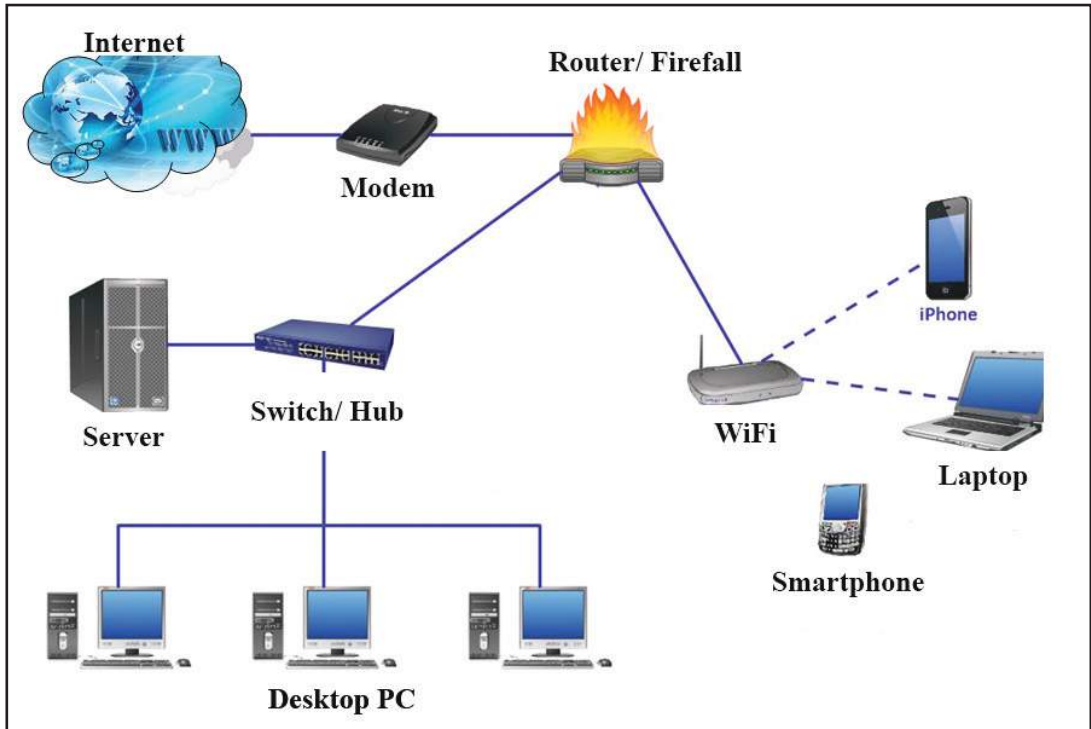 Internet
Router/ Firefall
WWW
Modem
iPhone
Switch/ Hub
WiFi
Server
Laptop
Smartphone
Desktop PC